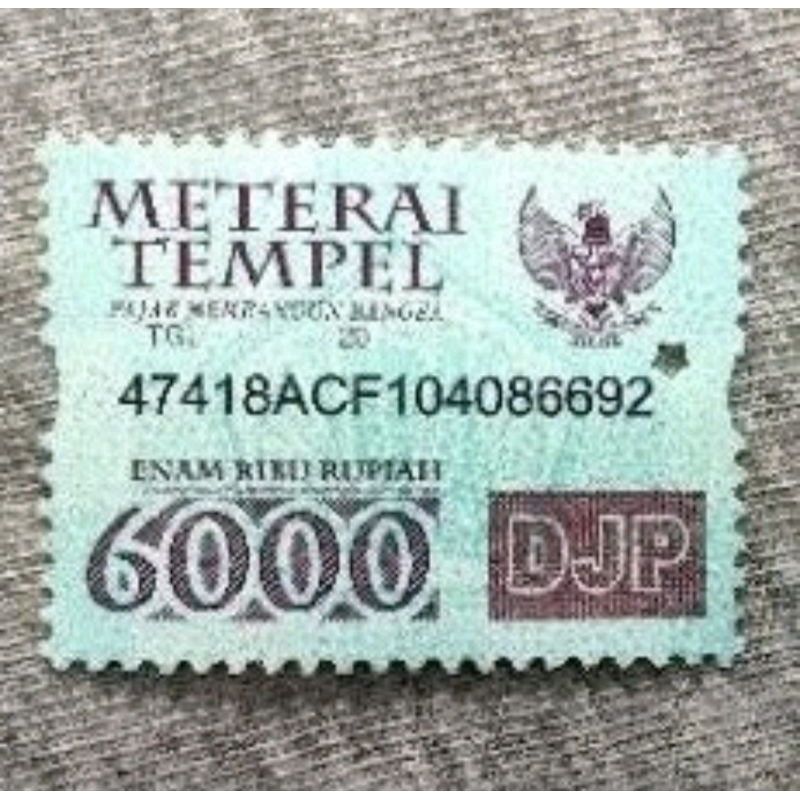 METERAI
TEMPEL
PAJAK MEMBANGUN BANGSA
TGL. 20
47418ACF104086692
ENAM RIBU RUPIAH
6000
DJP